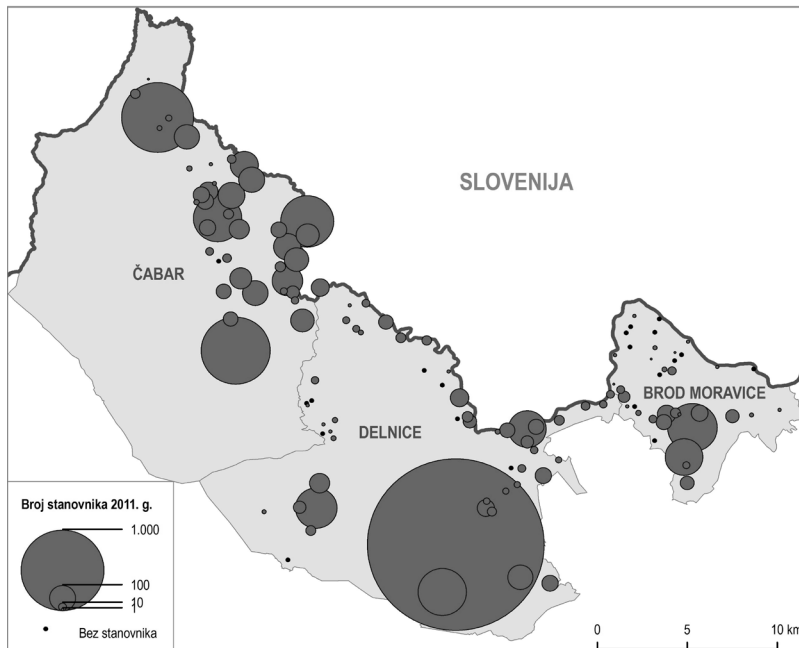 SLOVENIJA
ČABAR
BROD MORAVICE
DELNICE
Broj stanovnika 2011. g.
1.000
100
10
1
Bez stanovnika
0 5 10 km